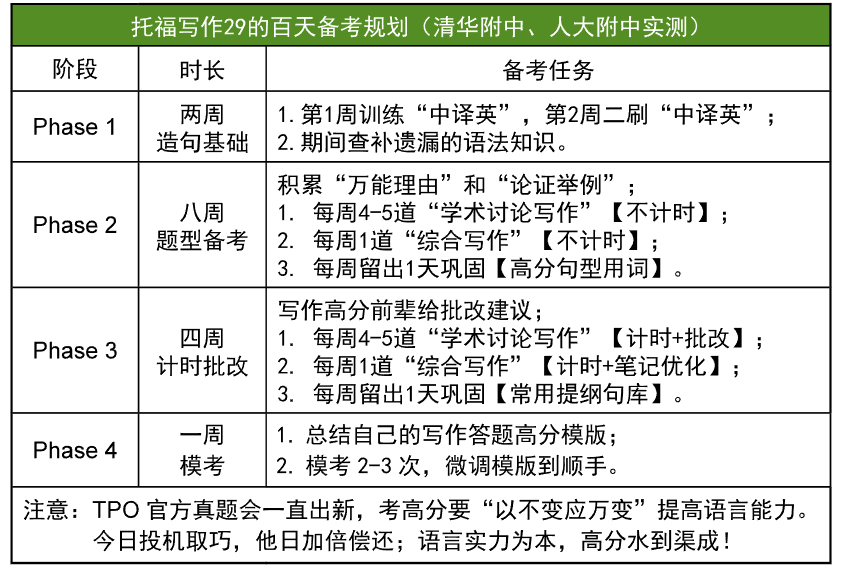 托福写作29的百天备考规划（清华附中、人大附中实测）
阶段 时长 备考任务
Phase 1
两周
造句基础
1.第1周训练“中译英”，第2周二刷“中译英”；
2.期间查补遗漏的语法知识。
Phase 2
八周
题型备考
积累“万能理由”和“论证举例”；
1. 每周4-5道“学术讨论写作”【不计时】；
2. 每周1道“综合写作”【不计时】；
3. 每周留出1天巩固【高分句型用词】。
Phase 3
四周
计时批改
写作高分前辈给批改建议；
1. 每周4-5道“学术讨论写作”【计时+批改】；
2. 每周1道“综合写作”【计时+笔记优化】；
3. 每周留出1天巩固【常用提纲句库】。
Phase 4
一周
模考
1. 总结自己的写作答题高分模版；
2. 模考 2-3 次，微调模版到顺手。
注意：TPO 官方真题会一直出新，考高分要“以不变应万变”提高语言能力。
今日投机取巧，他日加倍偿还；语言实力为本，高分水到渠成！